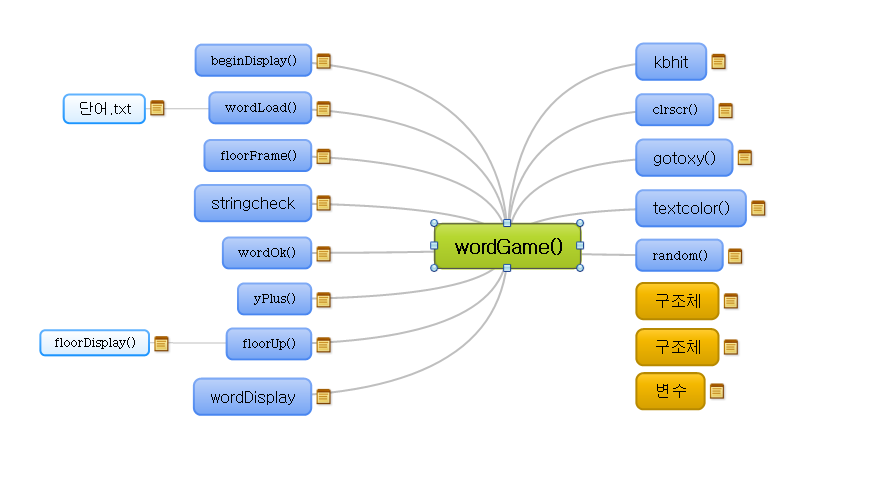 beginDisplay()
단어.txt
wordLoad()
floorFrame()
stringcheck
wordOk()
yPlus()
floorDisplay()
floorUp()
wordDisplay
wordGame()
kbhit
clrscr()
gotoxy()
textcolor()
random()
구조체
구조체
변수